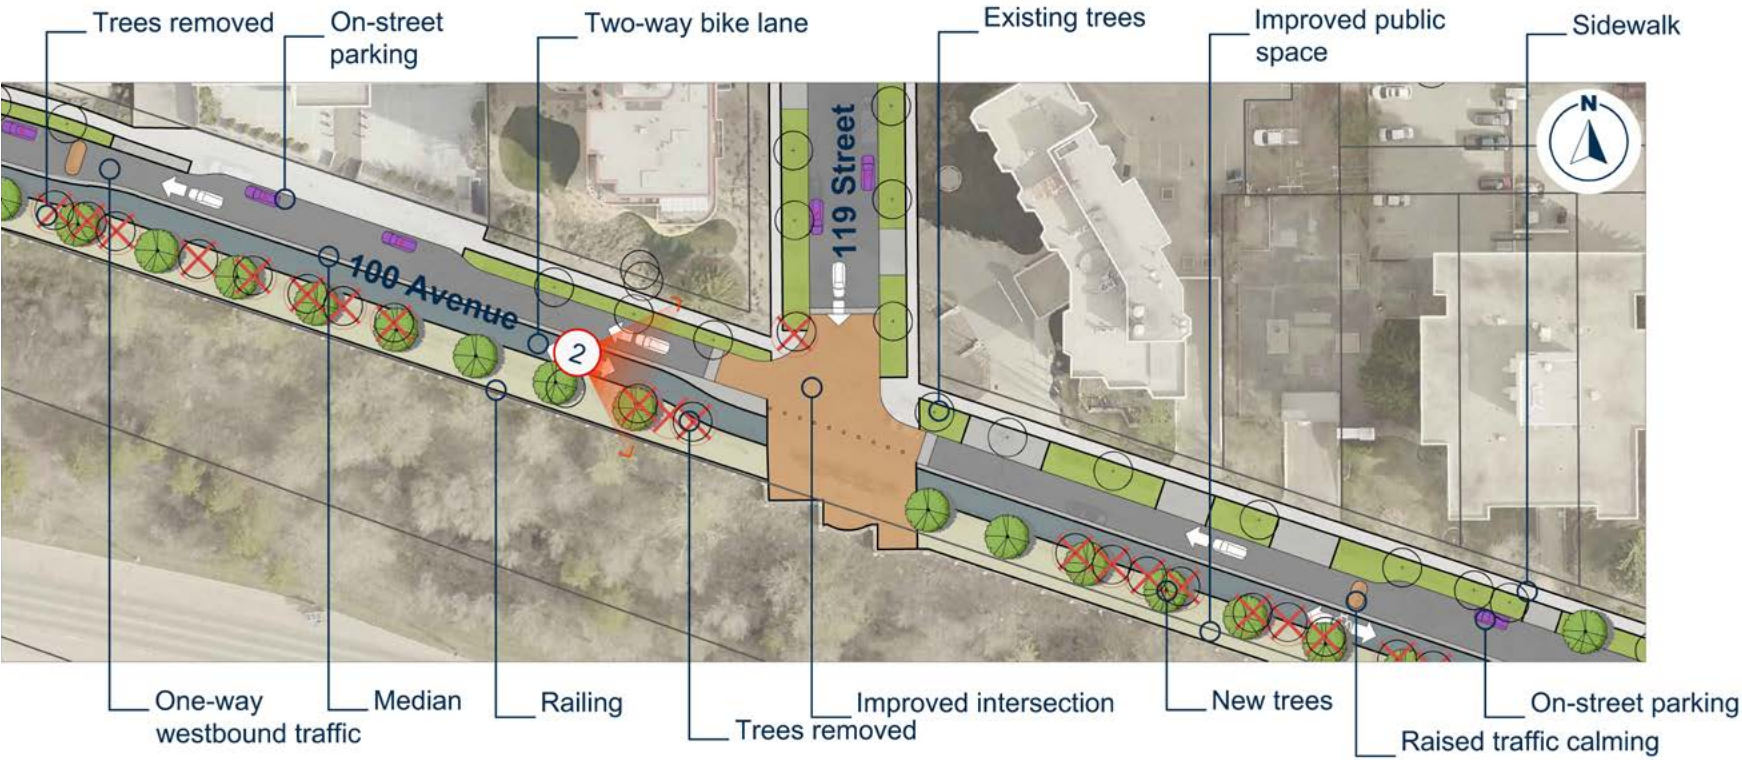 Trees removed
On-street
parking
Two-way bike lane
Existing trees
Improved public
space
Sidewalk
N
119 Street
100 Avenue
2
One-way
westbound traffic
Median
Railing
Trees removed
Improved intersection
New trees
On-street parking
Raised traffic calming